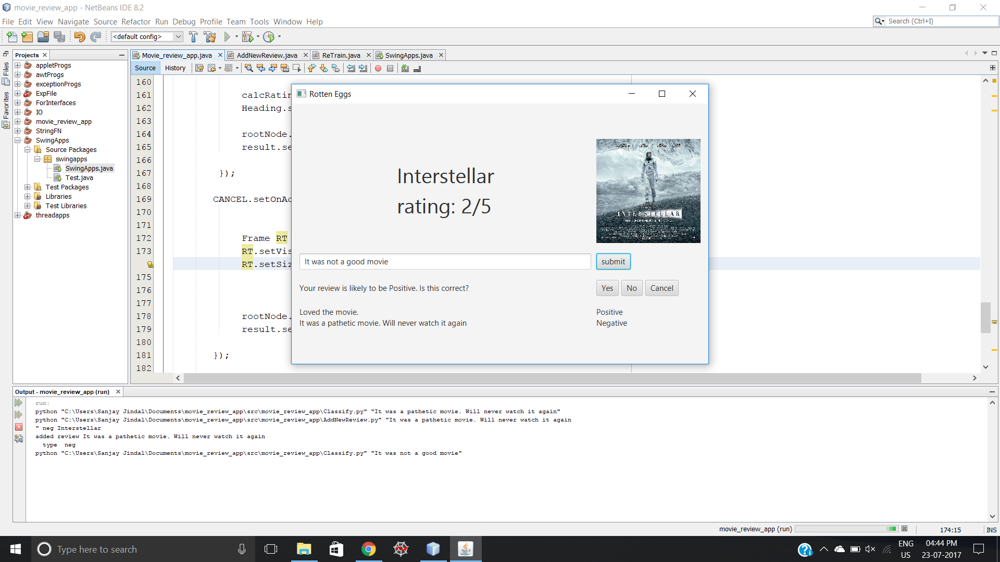 movie_review_app - NetBeans IDE 8.2
File Edit View Navigate Source Refactor Run Debug Profile Team Tools Window Help
Search (Ctrl+I)
<default config>
Files
Favorites
Projects
appletProgs
awtProgs
exceptionProgs
ExpFile
ForInterfaces
IO
movie_review_app
StringFN
SwingApps
Source Packages
swingapps
SwingApps.java
Test.java
Test Packages
Libraries
Test Libraries
threadapps
Movie_review_app.java AddNewReview.java ReTrain.java SwingApps.java
Source History
160
161 calcRatin
162 Heading.s
163
164 rootNode.
165 result.se
166
167 });
168
169 CANCEL.setOnAc
170
171
172 Frame RT
173 RT.setVis
RT.setSiz
175
176
177
178 rootNode.
179 result.se
180
181 });
182
Rotten Eggs
Interstellar
rating: 2/5
INTERSTELLAR
It was not a good movie
submit
Your review is likely to be Positive. Is this correct?
Yes No Cancel
Loved the movie. Positive
It was a pathetic movie. Will never watch it again Negative
Output - movie_review_app (run)
run:
python "C:\Users\Sanjay Jindal\Documents\movie_review_app\src\movie_review_app\Classify.py" "It was a pathetic movie. Will never watch it again"
python "C:\Users\Sanjay Jindal\Documents\movie_review_app\src\movie_review_app\AddNewReview.py" "It was a pathetic movie. Will never watch it again
" neg Interstellar
added review It was a pathetic movie. Will never watch it again
type neg
python "C:\Users\Sanjay Jindal\Documents\movie_review_app\src\movie_review_app\Classify.py" "It was not a good movie"
movie_review_app (run)
174:15
INS
Type here to search
ENG
US
04:44 PM
23-07-2017